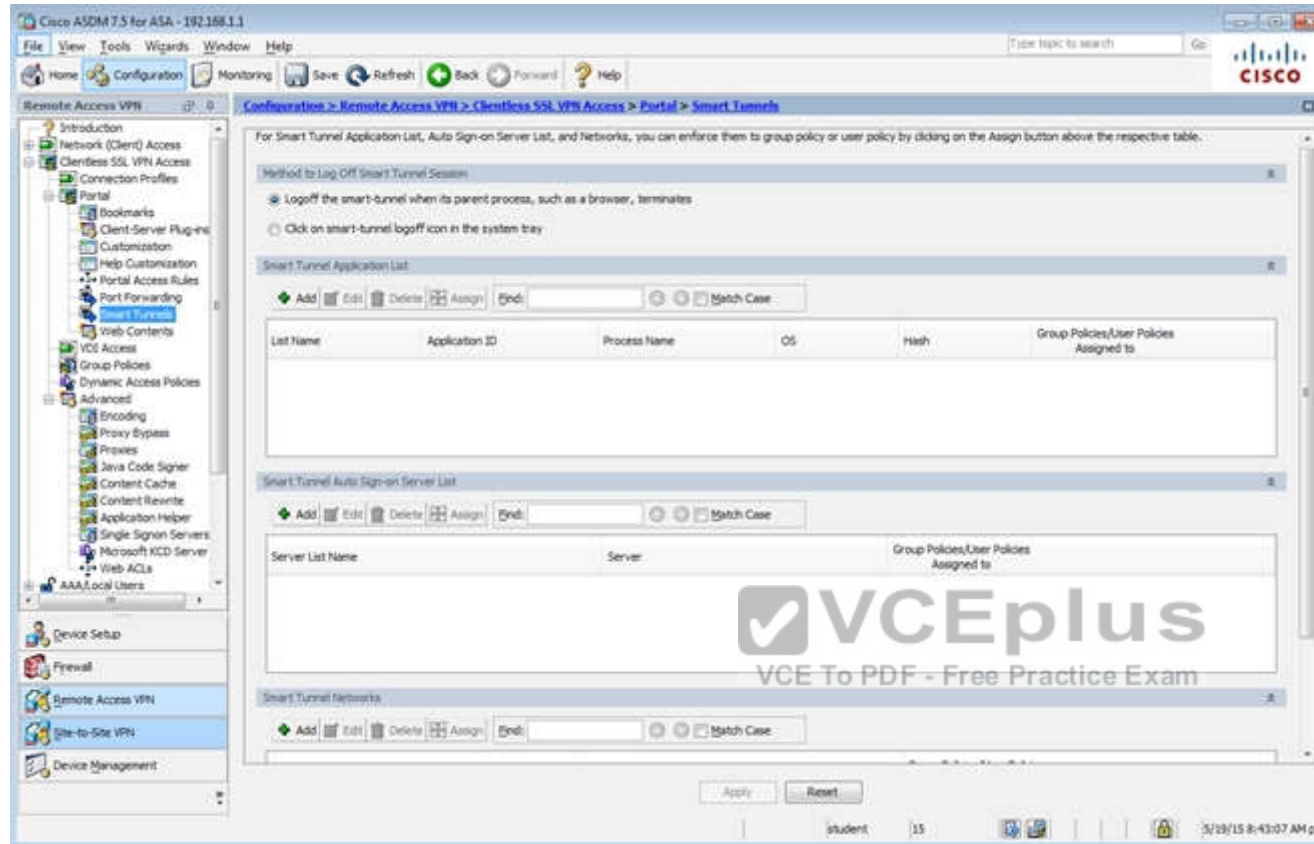 Cisco ASDM 7.5 for ASA - 192.168.1.1
File View Tools Wizards Window Help
Type topic to search Go
Home Configuration Monitoring Save Refresh Back Forward Help
CISCO
Remote Access VPN
Configuration > Remote Access VPN > Clientless SSL VPN Access > Portal > Smart Tunnels
Introduction
Network (Client) Access
Clientless SSL VPN Access
Connection Profiles
Portal
Bookmarks
Client-Server Plug-ins
Customization
Help Customization
Portal Access Rules
Port Forwarding
Smart Tunnels
Web Contents
VDI Access
Group Policies
Dynamic Access Policies
Advanced
Encoding
Proxy Bypass
Proxies
Java Code Signer
Content Cache
Content Rewrite
Application Helper
Single Signon Servers
Microsoft KCD Server
Web ACLs
AAA/Local Users
Device Setup
Firewall
Remote Access VPN
Site-to-Site VPN
Device Management
For Smart Tunnel Application List, Auto Sign-on Server List, and Networks, you can enforce them to group policy or user policy by clicking on the Assign button above the respective table.
Method to Log Off Smart Tunnel Session
Logoff the smart-tunnel when its parent process, such as a browser, terminates
Click on smart-tunnel logoff icon in the system tray
Smart Tunnel Application List
Add Edit Delete Assign Find: Match Case
List Name Application ID Process Name OS Hash Group Policies/User Policies
Assigned to
Smart Tunnel Auto Sign-on Server List
Add Edit Delete Assign Find: Match Case
Server List Name Server Group Policies/User Policies
Assigned to
VCEplus
VCE To PDF - Free Practice Exam
Smart Tunnel Networks
Add Edit Delete Assign Find: Match Case
Apply Reset
student 15 5/19/15 8:43:07 AM